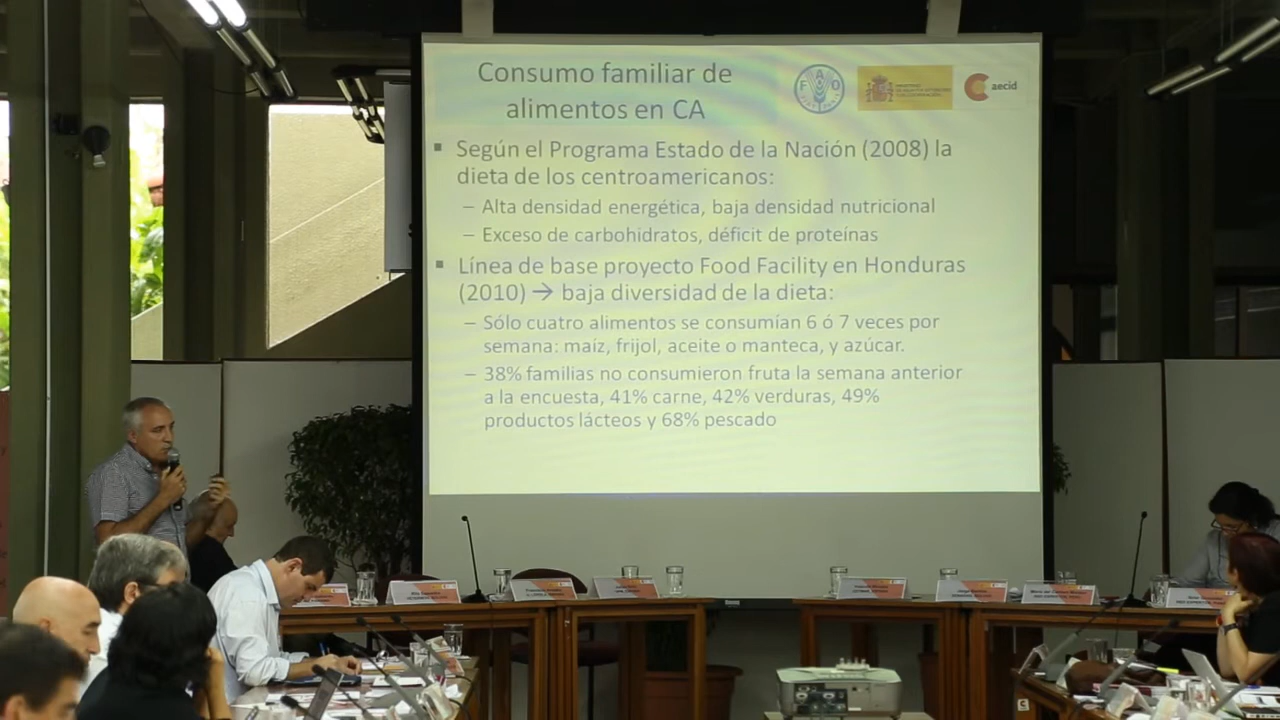 Consumo familiar de
alimentos en CA
FAO
aecid
▪ Según el Programa Estado de la Nación (2008) la
dieta de los centroamericanos:
– Alta densidad energética, baja densidad nutricional
– Exceso de carbohidratos, déficit de proteínas
▪ Línea de base proyecto Food Facility en Honduras
(2010) → baja diversidad de la dieta:
– Sólo cuatro alimentos se consumían 6 ó 7 veces por
semana: maíz, frijol, aceite o manteca, y azúcar.
– 38% familias no consumieron fruta la semana anterior
a la encuesta, 41% carne, 42% verduras, 49%
productos lácteos y 68% pescado